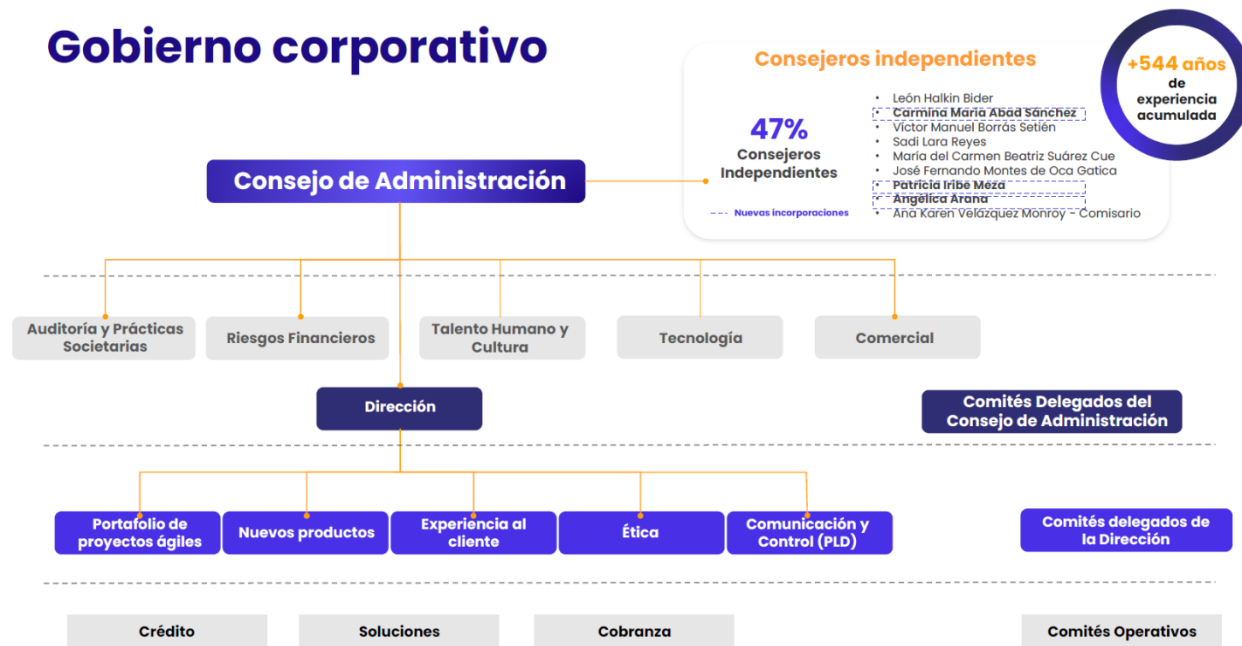 Gobierno corporativo
Consejeros independientes
+544 años
de
experiencia
acumulada
47%
Consejeros
Independientes
Nuevas incorporaciones
• León Halkin Bider
• Carmina María Abad Sánchez
• Víctor Manuel Borrás Setién
• Sadi Lara Reyes
• María del Carmen Beatriz Suárez Cue
• José Fernando Montes de Oca Gatica
• Patricia Iribe Meza
• Angélica Arana
• Ana Karen Velázquez Monroy - Comisario
Consejo de Administración
Auditoría y Prácticas
Societarias
Riesgos Financieros
Talento Humano y
Cultura
Tecnología
Comercial
Dirección
Comités Delegados del
Consejo de Administración
Portafolio de
proyectos ágiles
Nuevos productos
Experiencia al
cliente
Ética
Comunicación y
Control (PLD)
Comités delegados de
la Dirección
Crédito
Soluciones
Cobranza
Comités Operativos